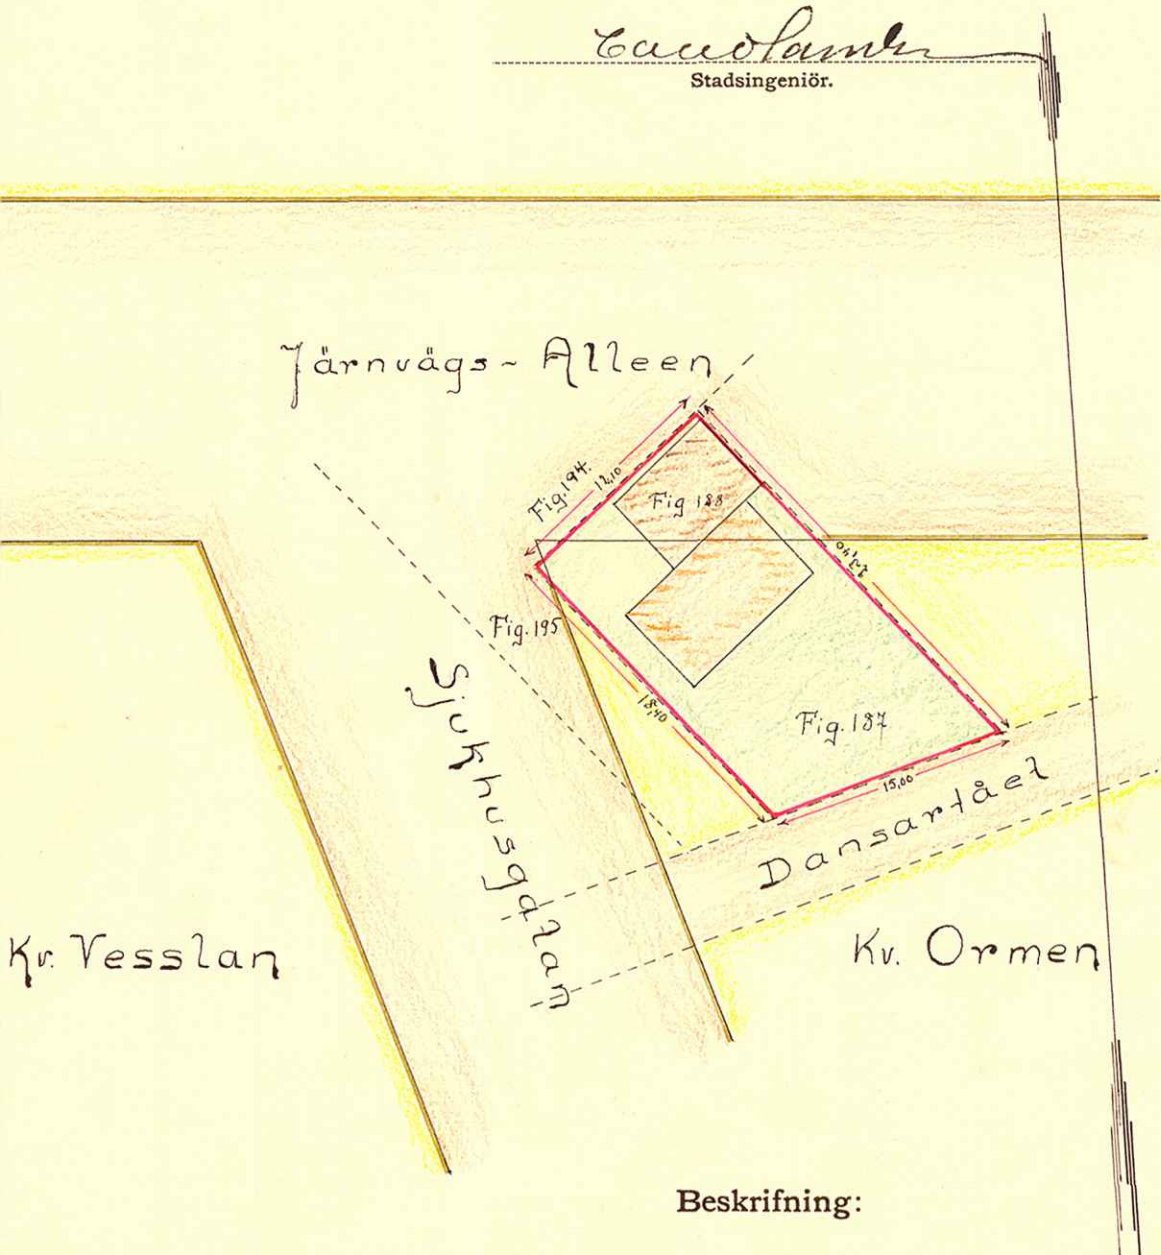 Stadsingeniör.
Järnvägs-Alleen
Fig. 194.
12,10
Fig 188
Fig. 195
18,40
Fig. 187
15,00
Sjukhusgatan
Dansartået
Kv. Vesslan
Kv. Ormen
Beskrifning: